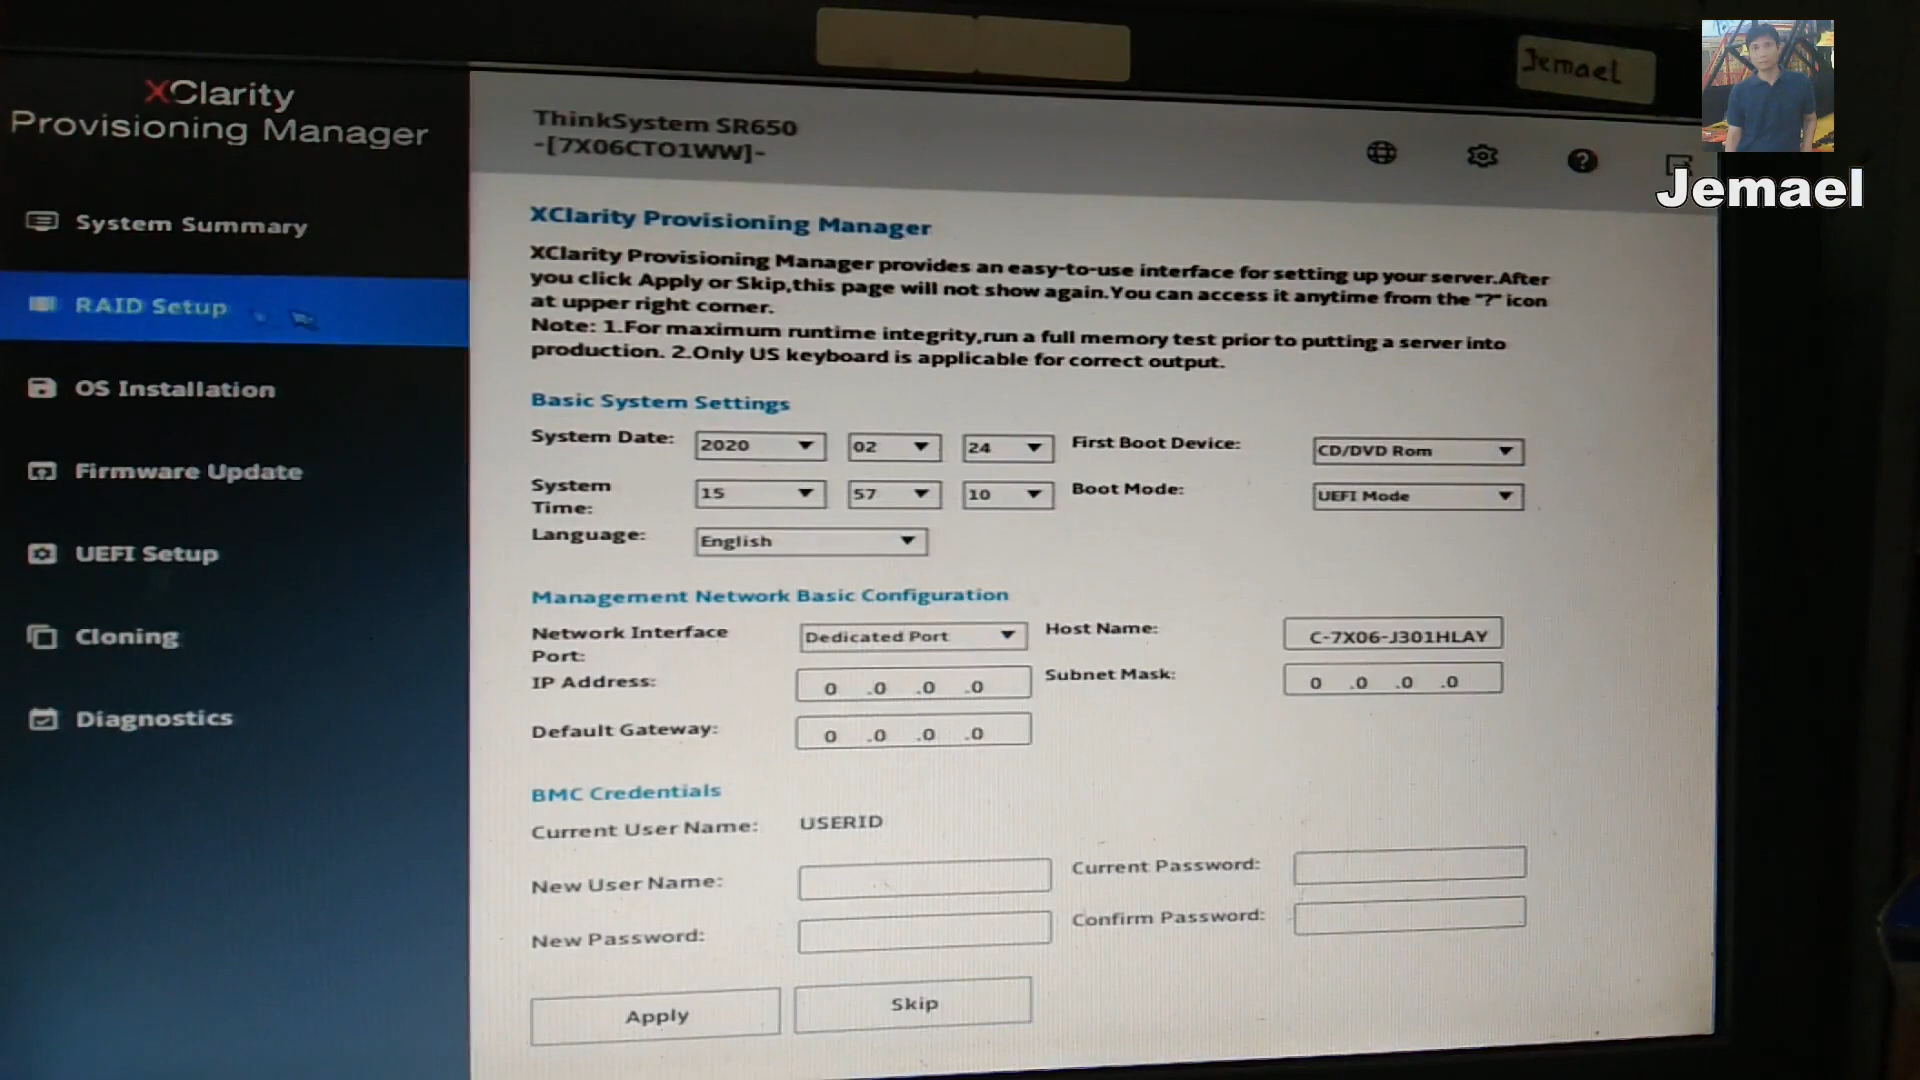 Jemael
Jemael
XClarity
Provisioning Manager
System Summary
RAID Setup
OS Installation
Firmware Update
UEFI Setup
Cloning
Diagnostics
ThinkSystem SR650
-[7X06CTO1WW]-
?
XClarity Provisioning Manager
XClarity Provisioning Manager provides an easy-to-use interface for setting up your server.After
you click Apply or Skip,this page will not show again.You can access it anytime from the "?" icon
at upper right corner.
Note: 1.For maximum runtime integrity,run a full memory test prior to putting a server into
production. 2.Only US keyboard is applicable for correct output.
Basic System Settings
System Date: 2020 02 24 First Boot Device: CD/DVD Rom
System
Time: 15 57 10 Boot Mode: UEFI Mode
Language: English
Management Network Basic Configuration
Network Interface
Port: Dedicated Port Host Name: C-7X06-J301HLAY
IP Address: 0 .0 .0 .0 Subnet Mask: 0 .0 .0 .0
Default Gateway: 0 .0 .0 .0
BMC Credentials
Current User Name: USERID
New User Name: Current Password:
New Password: Confirm Password:
Apply Skip